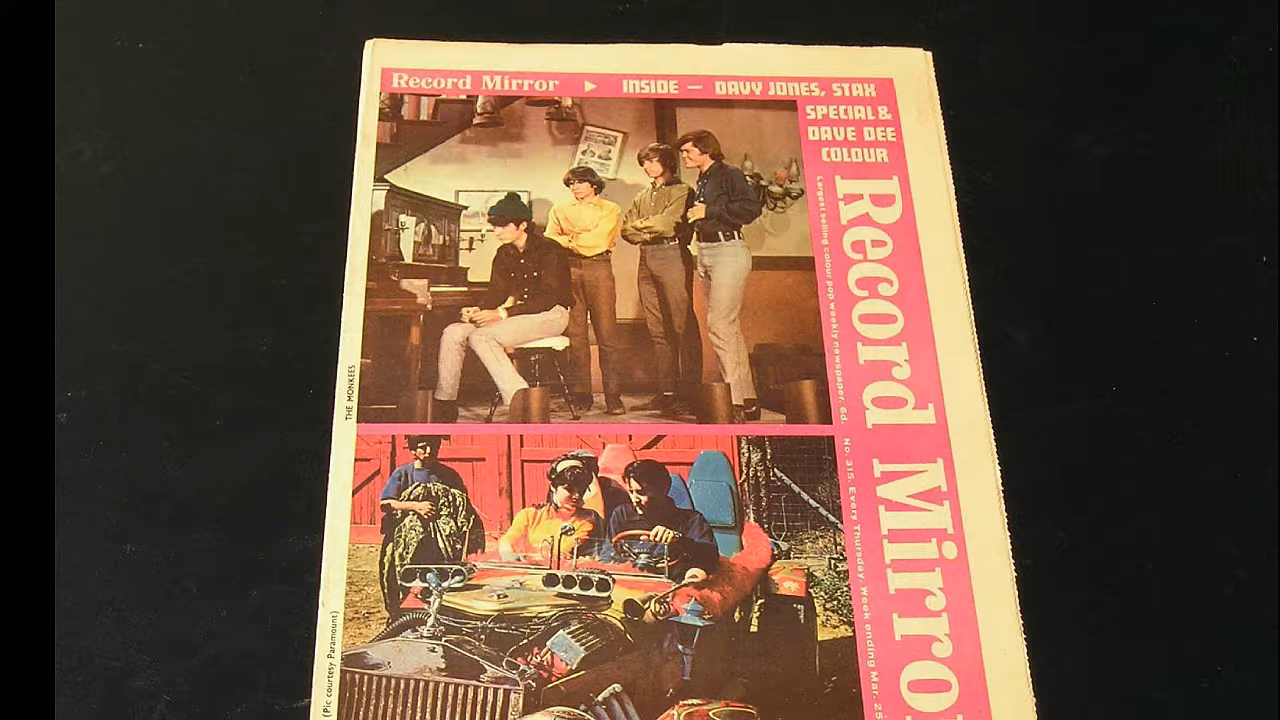 Record Mirror ▶ INSIDE — DAVY JONES, STAX
SPECIAL &
DAVE DEE
COLOUR
Record Mirro
Largest selling colour pop weekly newspaper. 6d. No. 315. Every Thursday. Week ending Mar. 25
THE MONKEES
(Pic courtesy Paramount)